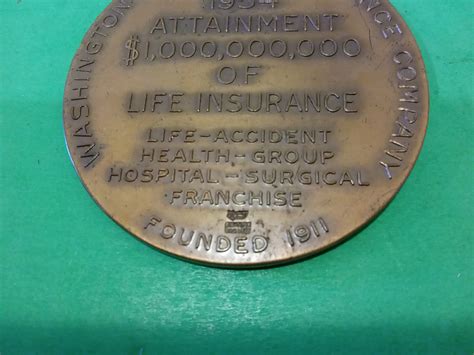 WASHINGTON
ANCE COMPANY
1954
ATTAINMENT
$1,000,000,000
OF
LIFE INSURANCE
LIFE-ACCIDENT
HEALTH-GROUP
HOSPITAL-SURGICAL
FRANCHISE
FOUNDED 1911